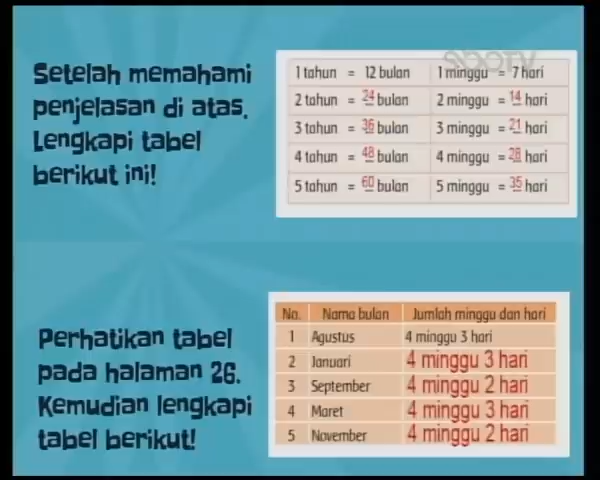 Setelah memahami
penjelasan di atas,
Lengkapi tabel
berikut ini!
SBOTV
1 tahun = 12 bulan 1 minggu = 7 hari
2 tahun = 24 bulan 2 minggu = 14 hari
3 tahun = 36 bulan 3 minggu = 21 hari
4 tahun = 48 bulan 4 minggu = 28 hari
5 tahun = 60 bulan 5 minggu = 35 hari
Perhatikan tabel
pada halaman 26.
Kemudian lengkapi
tabel berikut!
No. Nama bulan Jumlah minggu dan hari
1 Agustus 4 minggu 3 hari
2 Januari 4 minggu 3 hari
3 September 4 minggu 2 hari
4 Maret 4 minggu 3 hari
5 November 4 minggu 2 hari